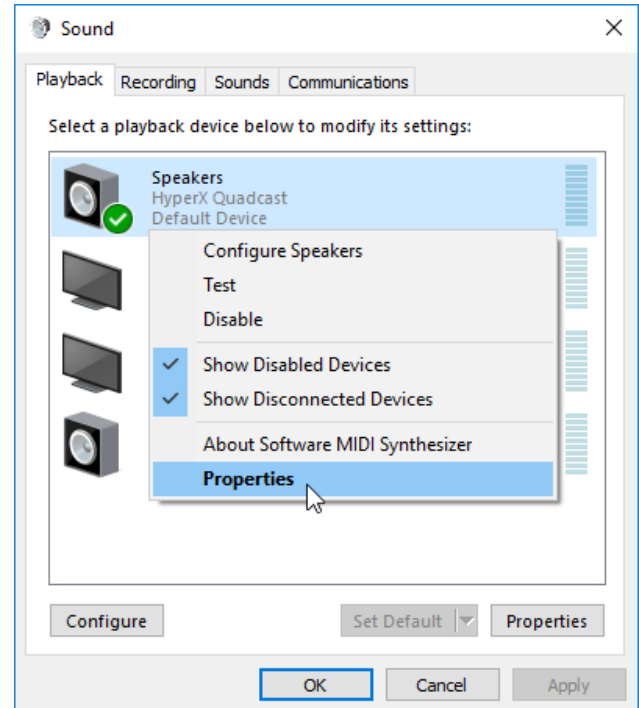 Sound
Playback Recording Sounds Communications
Select a playback device below to modify its settings:
Speakers
HyperX Quadcast
Default Device
Configure Speakers
Test
Disable
Show Disabled Devices
Show Disconnected Devices
About Software MIDI Synthesizer
Properties
Configure Set Default Properties
OK Cancel Apply